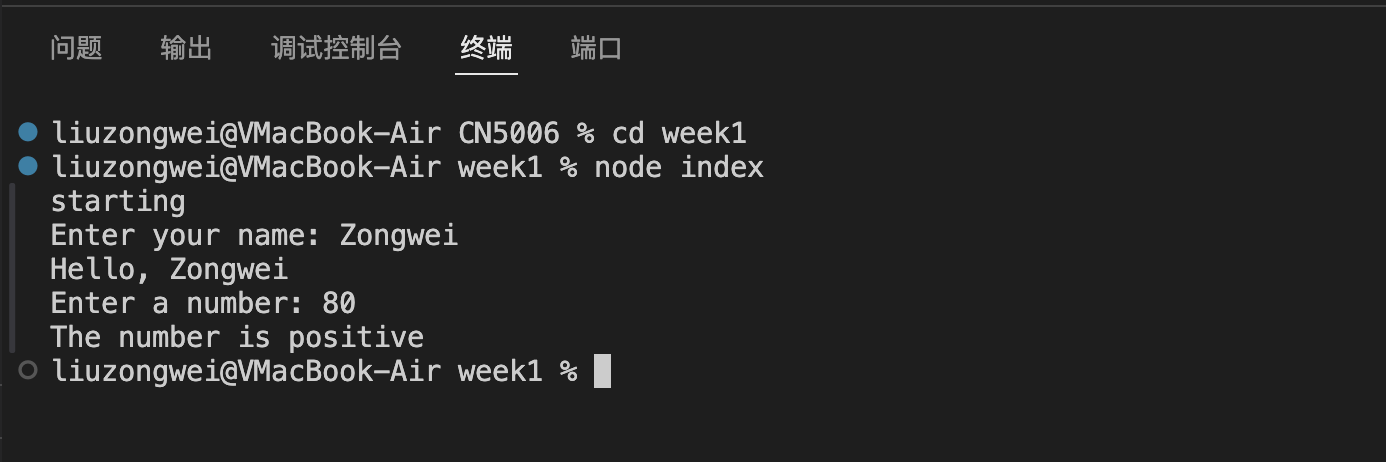 问题 输出 调试控制台 终端 端口
liuzongwei@VMacBook-Air CN5006 % cd week1
liuzongwei@VMacBook-Air week1 % node index
starting
Enter your name: Zongwei
Hello, Zongwei
Enter a number: 80
The number is positive
liuzongwei@VMacBook-Air week1 %